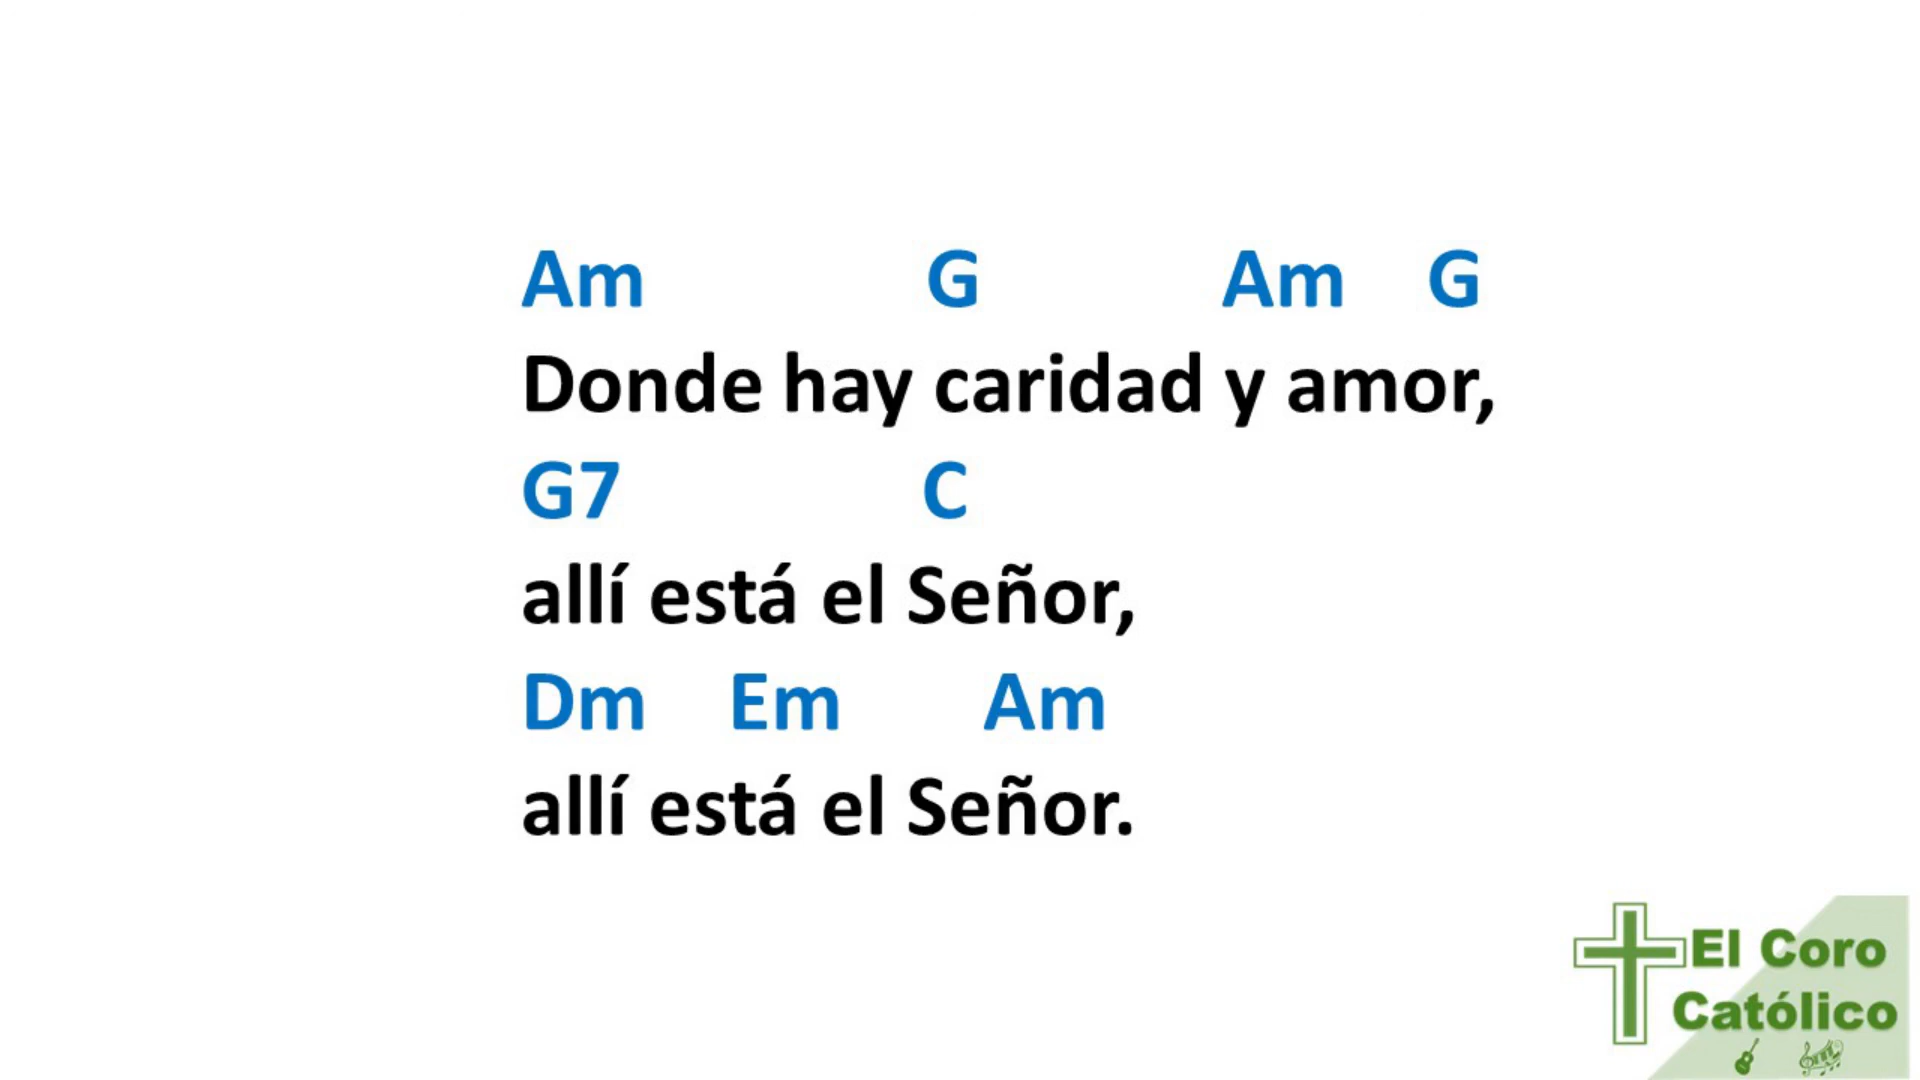 Am G Am G
Donde hay caridad y amor,
G7 C
allí está el Señor,
Dm Em Am
allí está el Señor.
El Coro
Católico